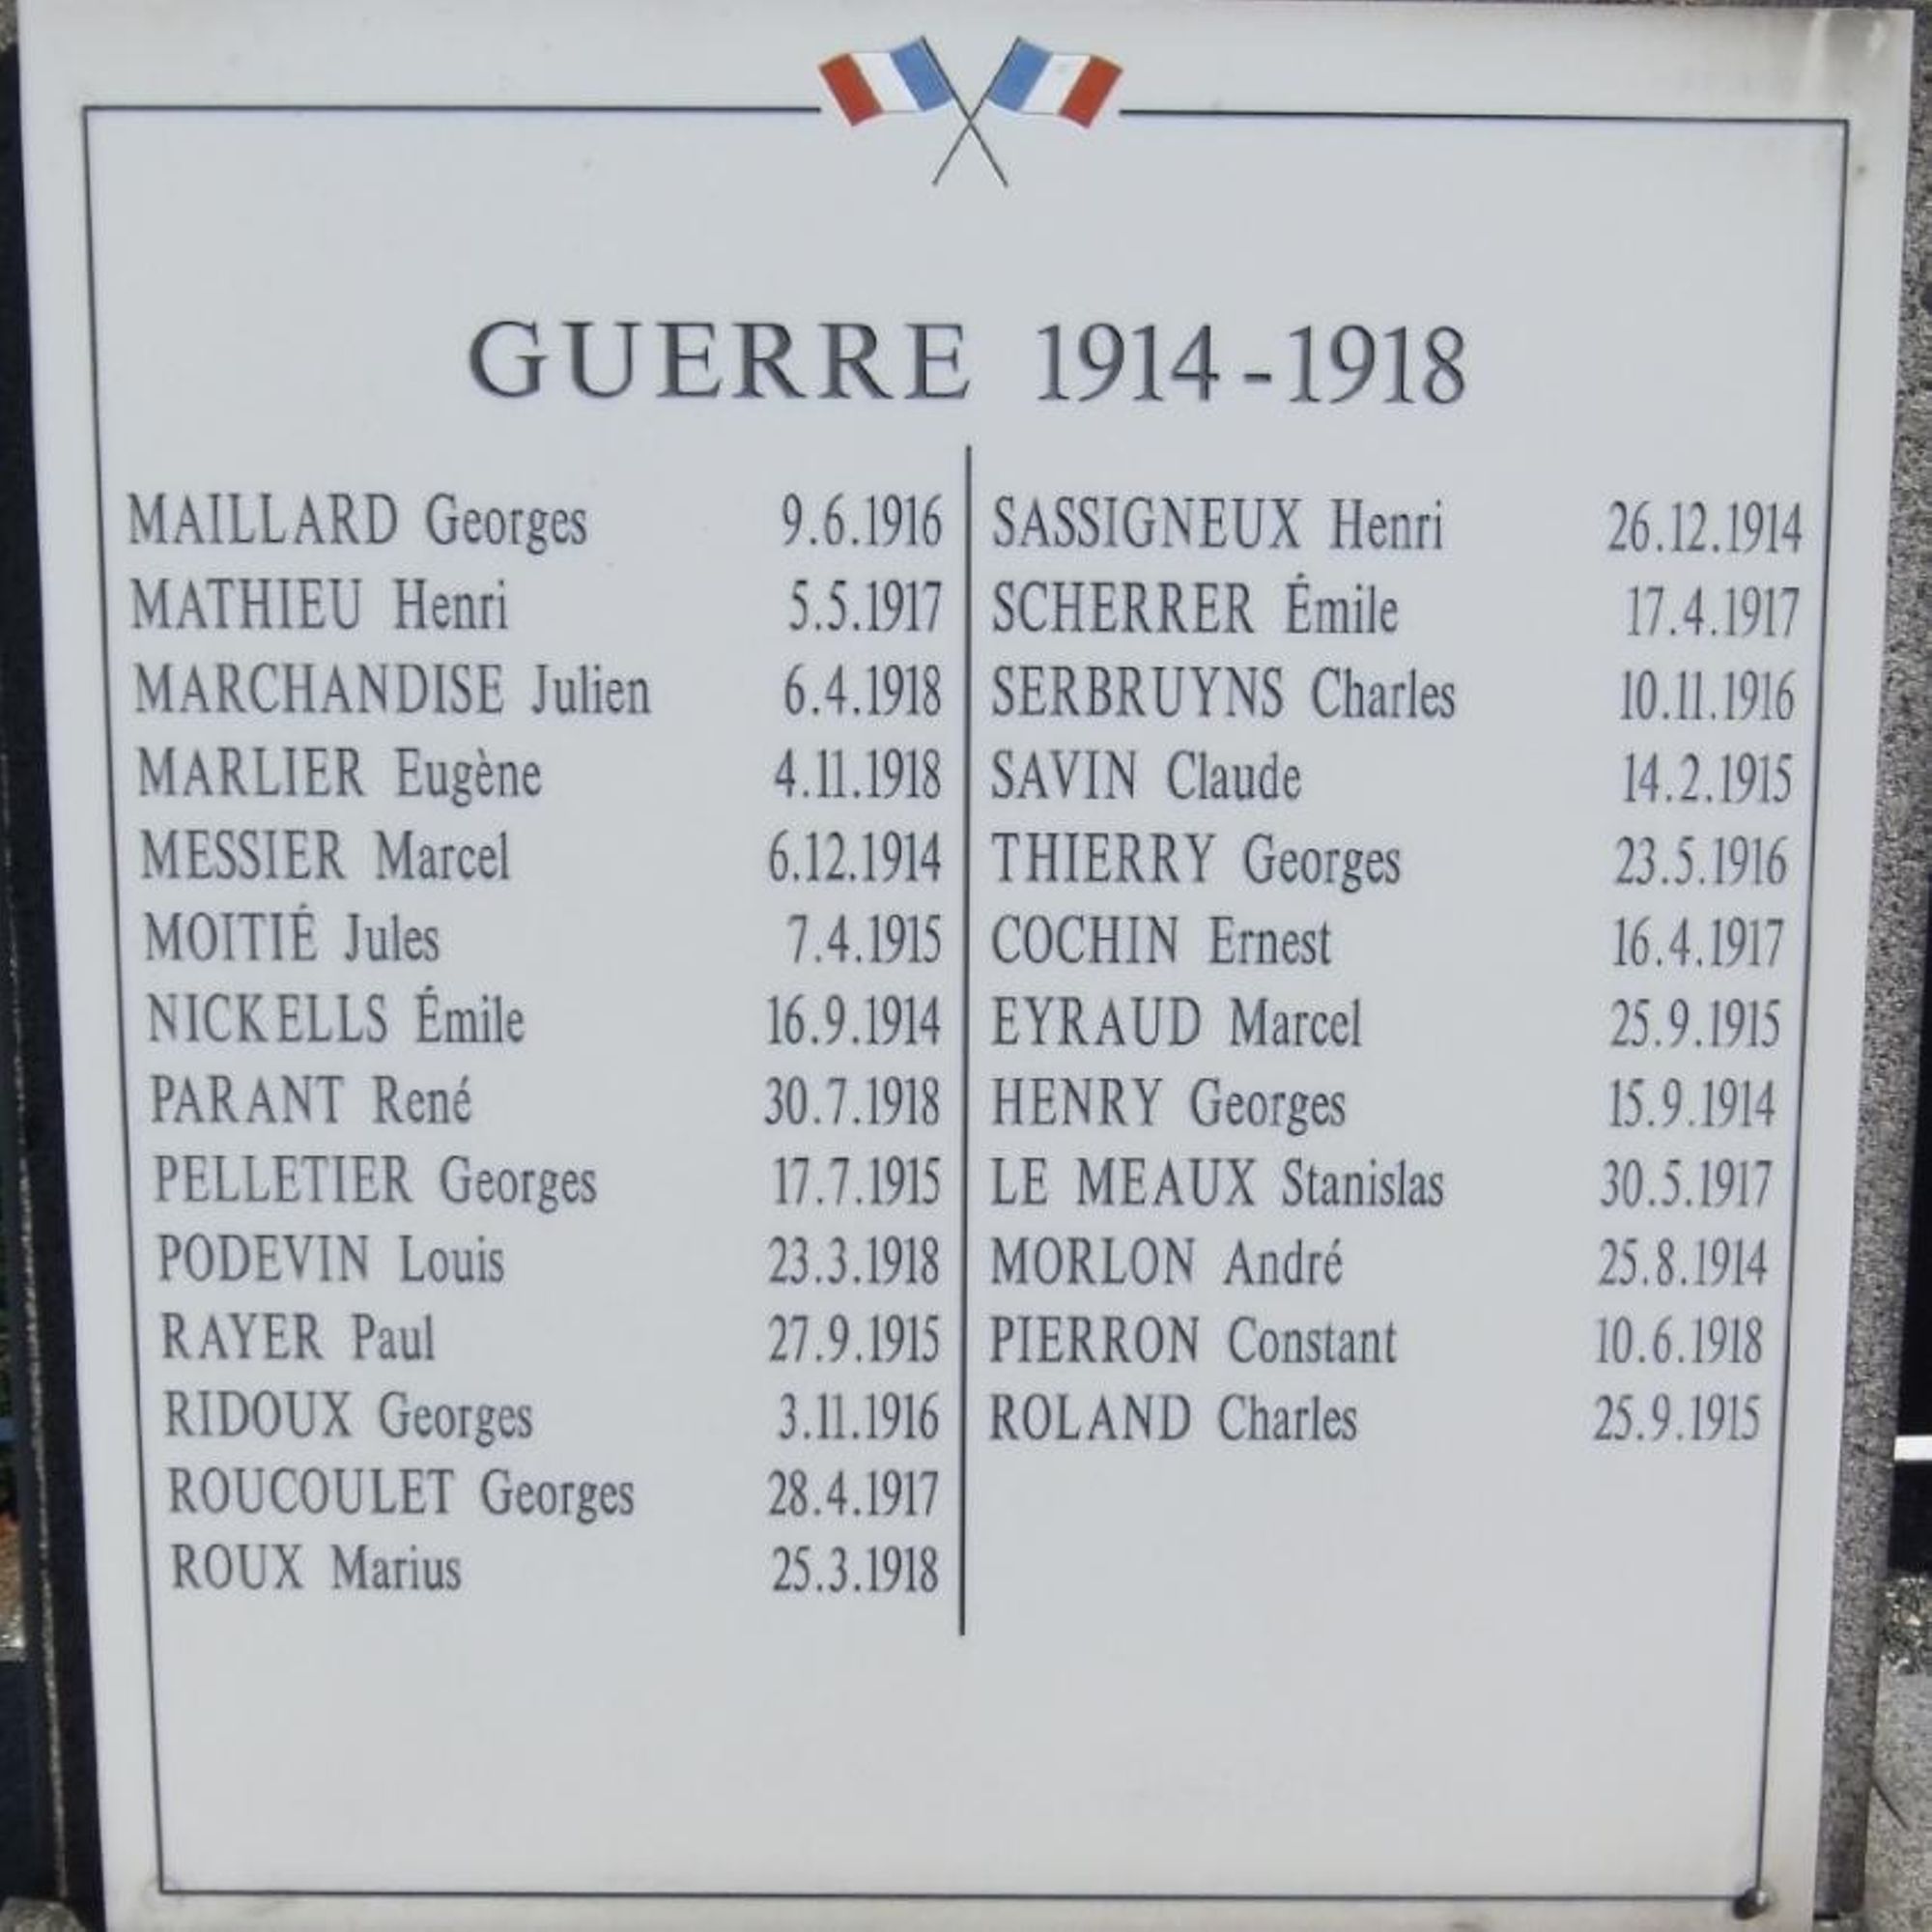 GUERRE 1914-1918
MAILLARD Georges 9.6.1916
MATHIEU Henri 5.5.1917
MARCHANDISE Julien 6.4.1918
MARLIER Eugène 4.11.1918
MESSIER Marcel 6.12.1914
MOITIÉ Jules 7.4.1915
NICKELLS Émile 16.9.1914
PARANT René 30.7.1918
PELLETIER Georges 17.7.1915
PODEVIN Louis 23.3.1918
RAYER Paul 27.9.1915
RIDOUX Georges 3.11.1916
ROUCOULET Georges 28.4.1917
ROUX Marius 25.3.1918
SASSIGNEUX Henri 26.12.1914
SCHERRER Émile 17.4.1917
SERBRUYNS Charles 10.11.1916
SAVIN Claude 14.2.1915
THIERRY Georges 23.5.1916
COCHIN Ernest 16.4.1917
EYRAUD Marcel 25.9.1915
HENRY Georges 15.9.1914
LE MEAUX Stanislas 30.5.1917
MORLON André 25.8.1914
PIERRON Constant 10.6.1918
ROLAND Charles 25.9.1915